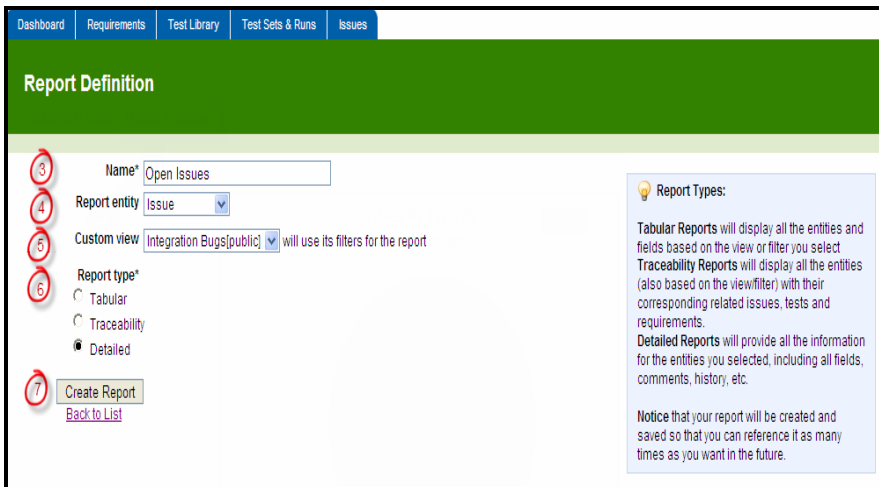 Dashboard Requirements Test Library Test Sets & Runs Issues
Report Definition
3 Name* Open Issues
4 Report entity Issue
5 Custom view Integration Bugs[public] will use its filters for the report
6 Report type*
Tabular
Traceability
Detailed
7 Create Report
Back to List
Report Types:
Tabular Reports will display all the entities and
fields based on the view or filter you select
Traceability Reports will display all the entities
(also based on the view/filter) with their
corresponding related issues, tests and
requirements.
Detailed Reports will provide all the information
for the entities you selected, including all fields,
comments, history, etc.
Notice that your report will be created and
saved so that you can reference it as many
times as you want in the future.